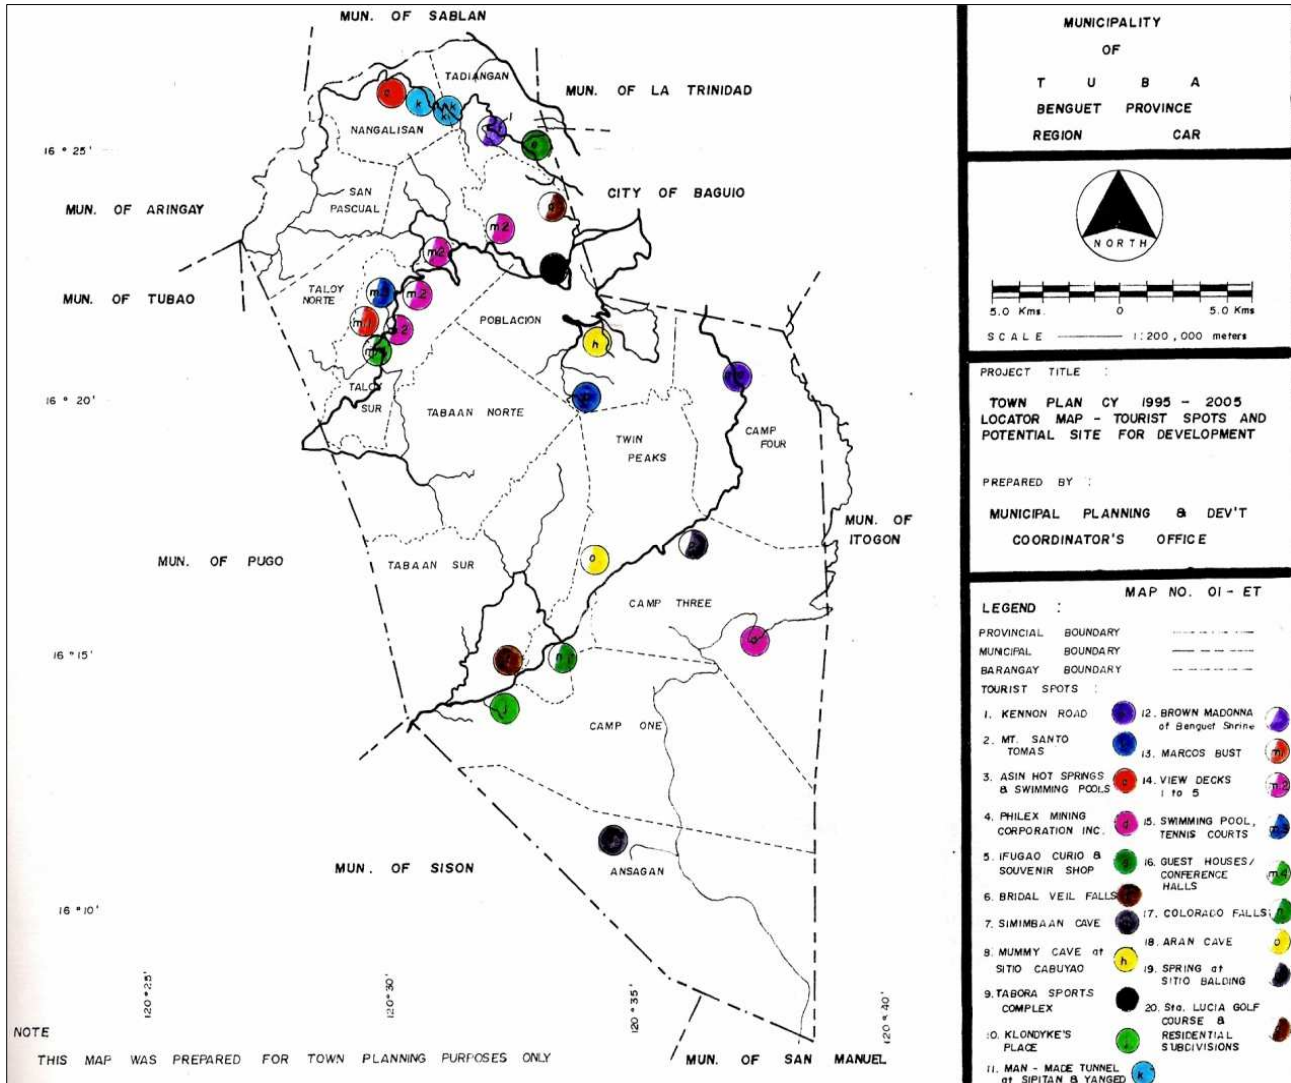 MUN. OF SABLAN
TADIANGAN
MUN. OF LA TRINIDAD
NANGALISAN
16 ° 25'
SAN
PASCUAL
CITY OF BAGUIO
MUN. OF ARINGAY
MUN. OF TUBAO
TALOY
NORTE
POBLACION
16 ° 20'
TALOY
SUR
TABAAN NORTE
TWIN
PEAKS
CAMP
FOUR
MUN. OF
ITOGON
MUN. OF PUGO
TABAAN SUR
CAMP THREE
16 ° 15'
CAMP ONE
MUN. OF SISON
ANSAGAN
16 ° 10'
120 ° 25'
120 ° 30'
120 ° 35'
120 ° 40'
NOTE
THIS MAP WAS PREPARED FOR TOWN PLANNING PURPOSES ONLY
MUN. OF SAN MANUEL
MUNICIPALITY
OF
T U B A
BENGUET PROVINCE
REGION CAR
NORTH
5.0 Kms. 0 5.0 Kms
SCALE 1:200,000 meters
PROJECT TITLE :
TOWN PLAN CY 1995 - 2005
LOCATOR MAP - TOURIST SPOTS AND
POTENTIAL SITE FOR DEVELOPMENT
PREPARED BY :
MUNICIPAL PLANNING & DEV'T
COORDINATOR'S OFFICE
MAP NO. 01 - ET
LEGEND :
PROVINCIAL BOUNDARY
MUNICIPAL BOUNDARY
BARANGAY BOUNDARY
TOURIST SPOTS :
1. KENNON ROAD
2. MT. SANTO
TOMAS
3. ASIN HOT SPRINGS
& SWIMMING POOLS
4. PHILEX MINING
CORPORATION INC.
5. IFUGAO CURIO &
SOUVENIR SHOP
6. BRIDAL VEIL FALLS
7. SIMIMBAAN CAVE
8. MUMMY CAVE at
SITIO CABUYAO
h
9. TABORA SPORTS
COMPLEX
10. KLONDYKE'S
PLACE
11. MAN - MADE TUNNEL
at SIPITAN & YANGED
k
12. BROWN MADONNA
at Benguet Shrine
13. MARCOS BUST
m.1
14. VIEW DECKS
1 to 5
m.2
15. SWIMMING POOL,
TENNIS COURTS
m.3
16. GUEST HOUSES/
CONFERENCE
HALLS
m.4
17. COLORADO FALLS
n
18. ARAN CAVE
o
19. SPRING at
SITIO BALDING
20. Sta. LUCIA GOLF
COURSE &
RESIDENTIAL
SUBDIVISIONS